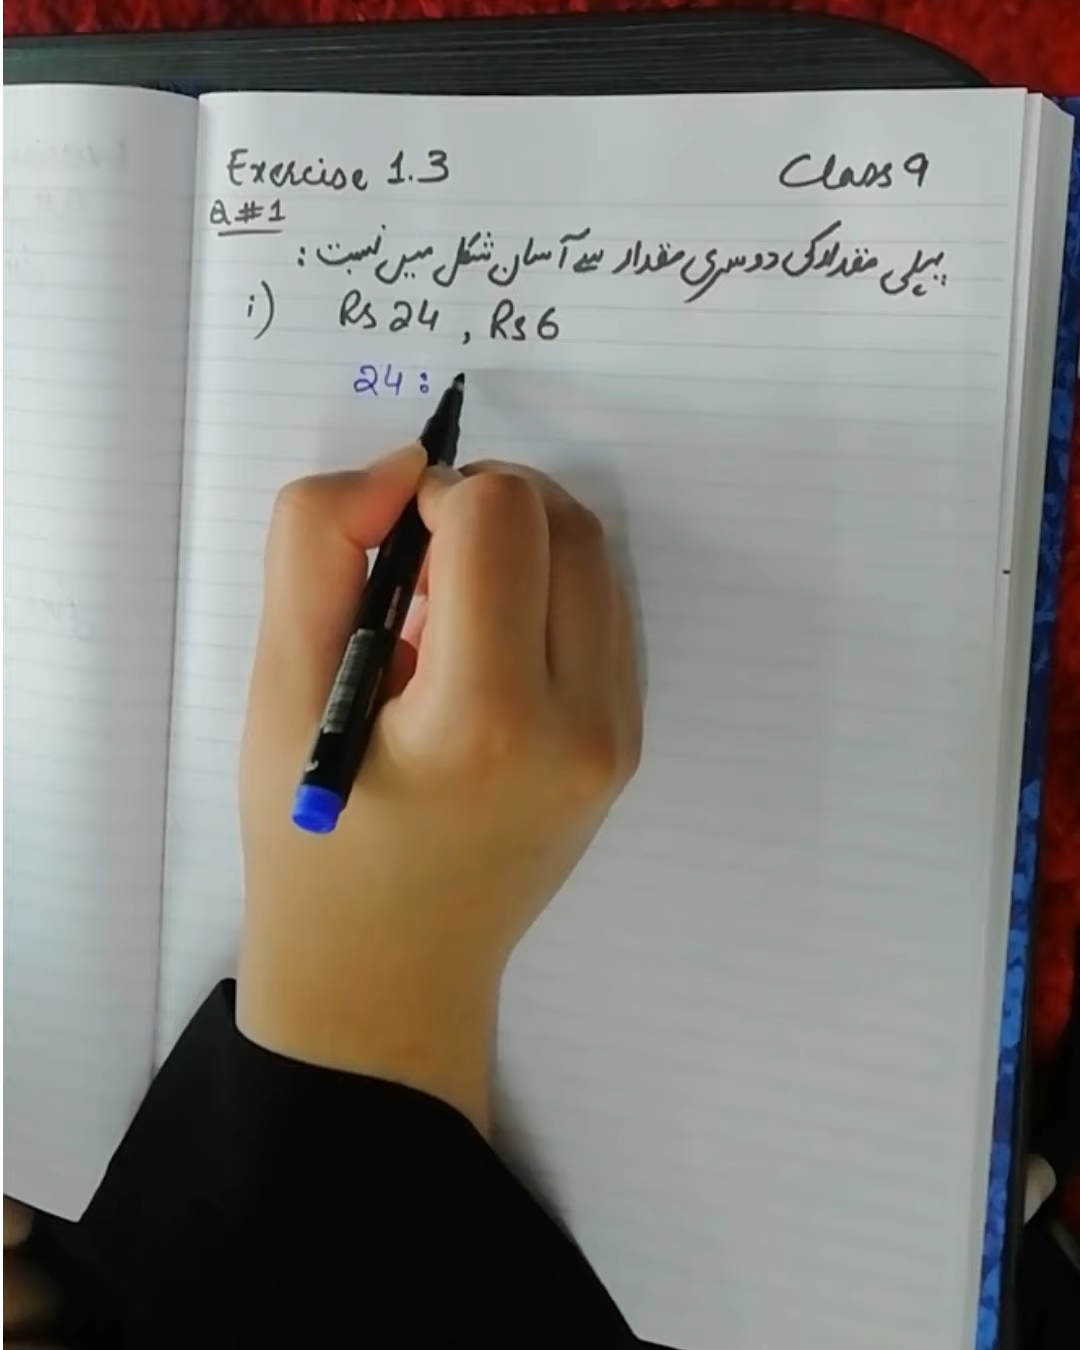 Exercise 1.3 Class 9
Q#1
پہلی مقدار کی دوسری مقدار سے آسان شکل میں نسبت :
i) Rs 24 , Rs 6
24 :